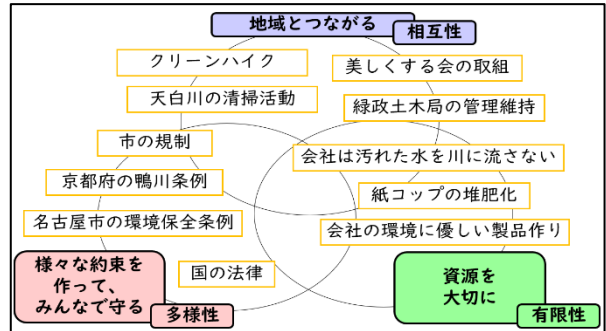 地域とつながる
相互性
クリーンハイク
美しくする会の取組
天白川の清掃活動
緑政土木局の管理維持
市の規制
会社は汚れた水を川に流さない
京都府の鴨川条例
紙コップの堆肥化
名古屋市の環境保全条例
会社の環境に優しい製品作り
国の法律
様々な約束を
作って、
みんなで守る
多様性
資源を
大切に
有限性